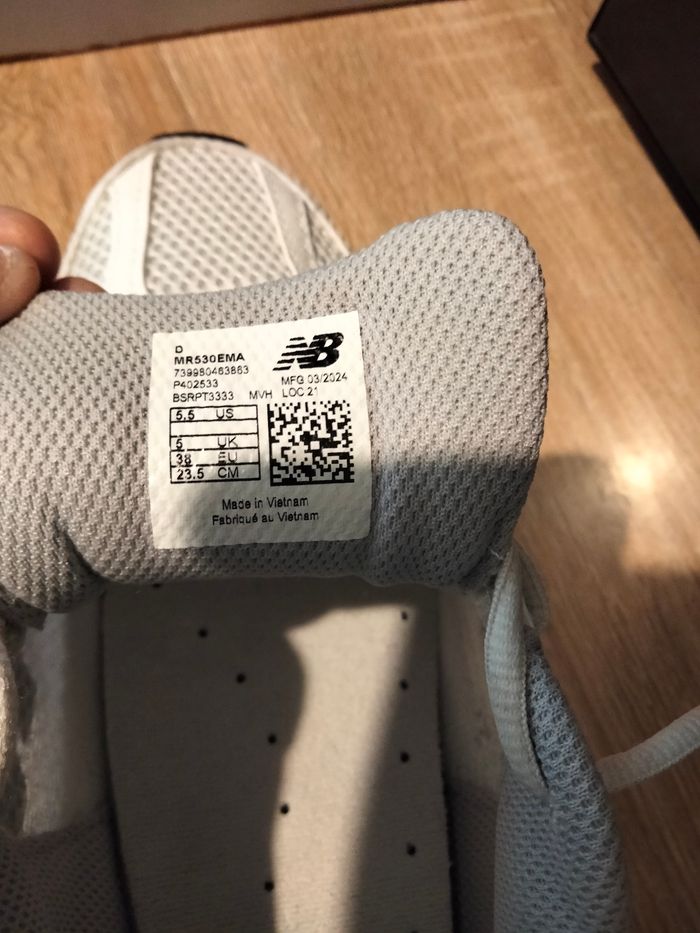 D
MR530EMA
NB
739980463863
P402533 MFG 03/2024
BSRPT3333 MVH LOC 21
5.5 US
5 UK
38 EU
23.5 CM
Made in Vietnam
Fabriqué au Vietnam